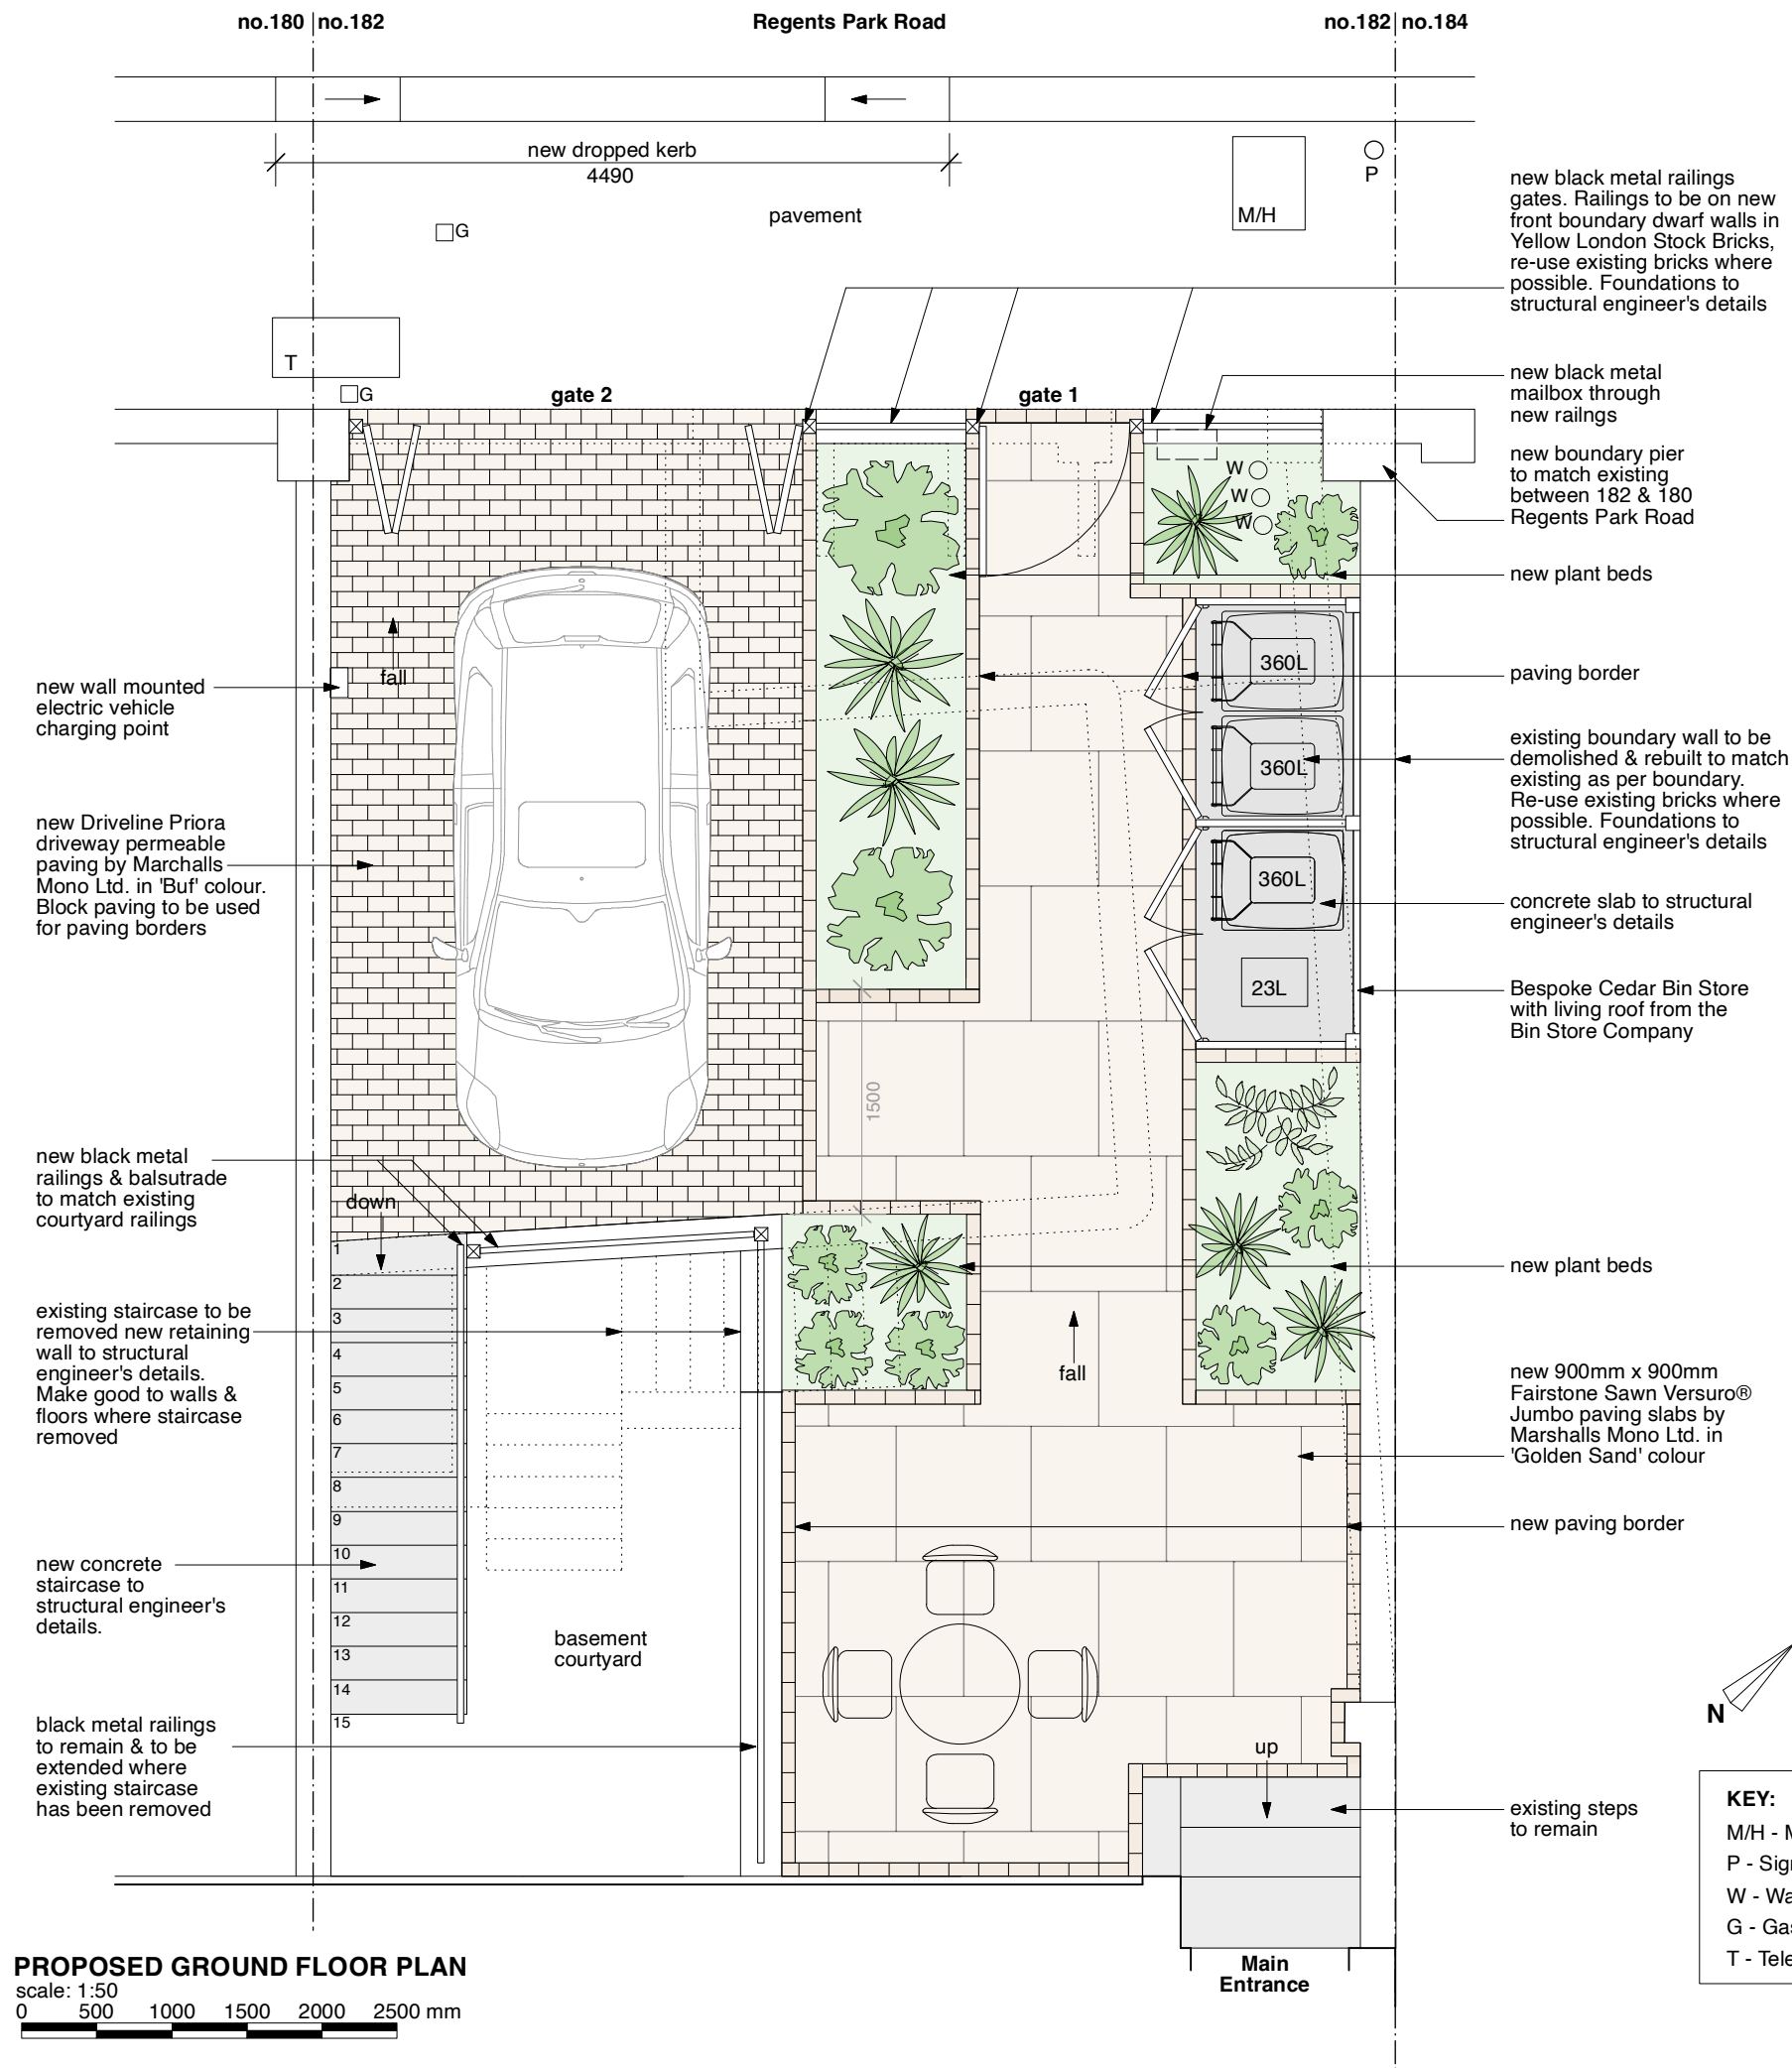 no.180 no.182
Regents Park Road
no.182 no.184
new dropped kerb
4490
pavement
G
M/H
P
T
G
gate 2
gate 1
new black metal railings
gates. Railings to be on new
front boundary dwarf walls in
Yellow London Stock Bricks,
re-use existing bricks where
possible. Foundations to
structural engineer's details
new black metal
mailbox through
new railngs
new boundary pier
to match existing
between 182 & 180
Regents Park Road
W
W
W
new plant beds
fall
paving border
360L
360L
360L
23L
existing boundary wall to be
demolished & rebuilt to match
existing as per boundary.
Re-use existing bricks where
possible. Foundations to
structural engineer's details
concrete slab to structural
engineer's details
Bespoke Cedar Bin Store
with living roof from the
Bin Store Company
new wall mounted
electric vehicle
charging point
new Driveline Priora
driveway permeable
paving by Marchalls
Mono Ltd. in 'Buf' colour.
Block paving to be used
for paving borders
1500
new black metal
railings & balsutrade
to match existing
courtyard railings
down
1
2
3
4
5
6
7
8
9
10
11
12
13
14
15
existing staircase to be
removed new retaining
wall to structural
engineer's details.
Make good to walls &
floors where staircase
removed
new plant beds
fall
new 900mm x 900mm
Fairstone Sawn Versuro®
Jumbo paving slabs by
Marshalls Mono Ltd. in
'Golden Sand' colour
new paving border
new concrete
staircase to
structural engineer's
details.
basement
courtyard
black metal railings
to remain & to be
extended where
existing staircase
has been removed
up
existing steps
to remain
N
KEY:
M/H - M
P - Sig
W - Wa
G - Gas
T - Tele
Main
Entrance
PROPOSED GROUND FLOOR PLAN
scale: 1:50
0 500 1000 1500 2000 2500 mm